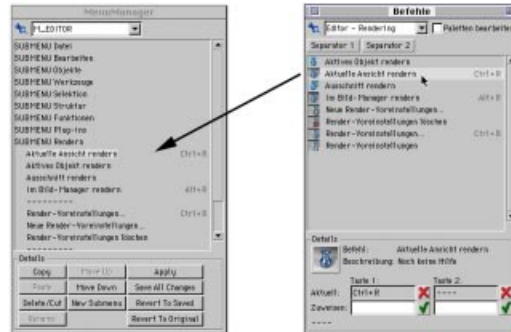 MenuManager
M_EDITOR
SUBMENU Datei
SUBMENU Bearbeiten
SUBMENU Objekte
SUBMENU Werkzeuge
SUBMENU Selektion
SUBMENU Struktur
SUBMENU Funktionen
SUBMENU Plug-ins
SUBMENU Rendern
Aktuelle Ansicht rendern Ctrl+R
Aktives Objekt rendern
Ausschnitt rendern
Im Bild-Manager rendern Alt+R
---------
Render-Voreinstellungen... Ctrl+R
Neue Render-Voreinstellungen...
Render-Voreinstellungen löschen
Details
Copy Move Up Apply
Paste Move Down Save All Changes
Delete/Cut New Submenu Revert To Saved
Rename Revert To Original
Befehle
Editor - Rendering Paletten bearbeiten
Separator 1 Separator 2
Aktives Objekt rendern
Aktuelle Ansicht rendern Ctrl+R
Ausschnitt rendern
Im Bild-Manager rendern Alt+R
Neue Render-Voreinstellungen...
Render-Voreinstellungen löschen
Render-Voreinstellungen... Ctrl+R
Render-Voreinstellungen
Details
Befehl: Aktuelle Ansicht rendern
Beschreibung: Noch keine Hilfe
Taste 1: Taste 2:
Aktuell: Ctrl+R ----
Zuweisen:
----